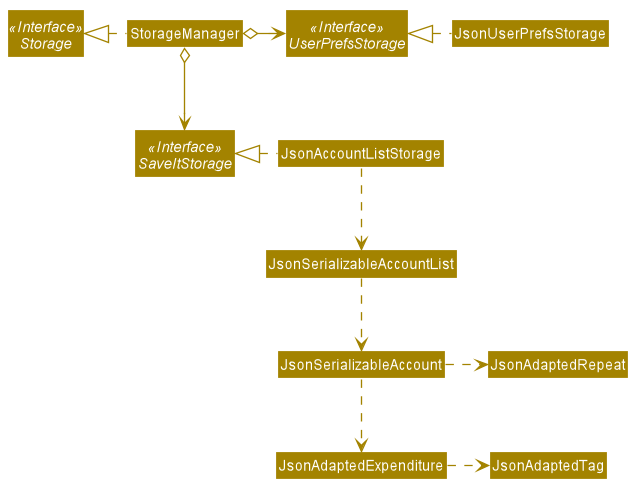 «Interface»
Storage
StorageManager
«Interface»
UserPrefsStorage
JsonUserPrefsStorage
«Interface»
SaveItStorage
JsonAccountListStorage
JsonSerializableAccountList
JsonSerializableAccount
JsonAdaptedRepeat
JsonAdaptedExpenditure
JsonAdaptedTag